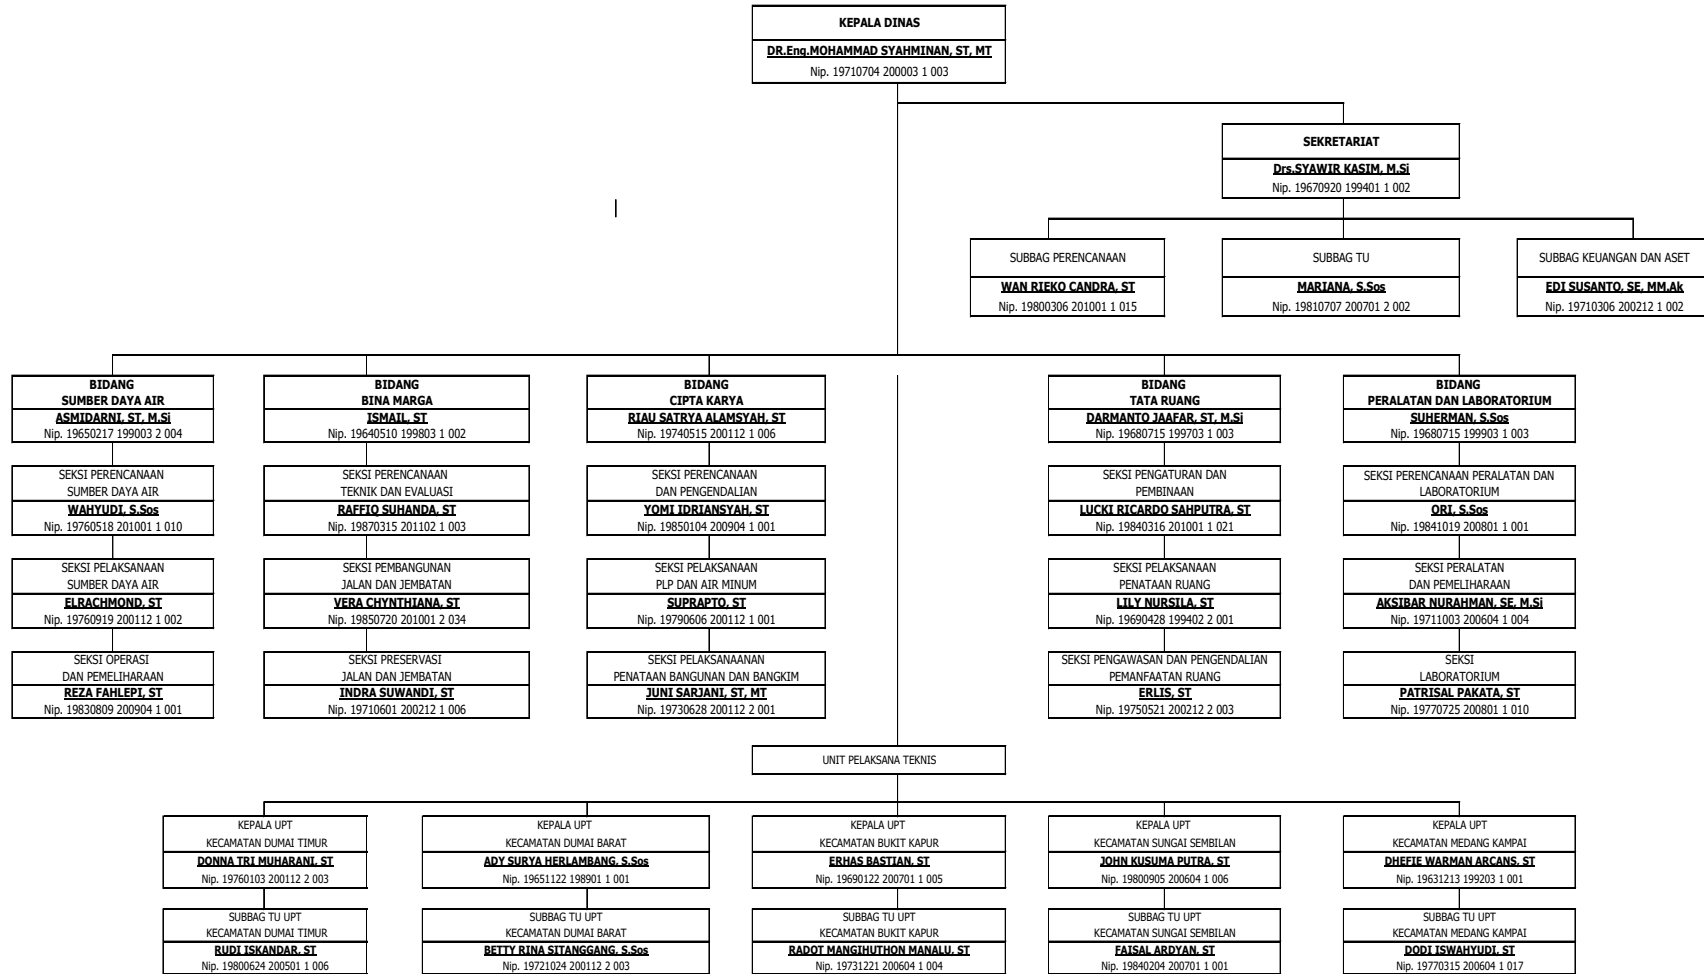 KEPALA DINAS
DR.Eng.MOHAMMAD SYAHMINAN, ST, MT
Nip. 19710704 200003 1 003
SEKRETARIAT
Drs.SYAWIR KASIM, M.Si
Nip. 19670920 199401 1 002
SUBBAG PERENCANAAN
WAN RIEKO CANDRA, ST
Nip. 19800306 201001 1 015
SUBBAG TU
MARIANA, S.Sos
Nip. 19810707 200701 2 002
SUBBAG KEUANGAN DAN ASET
EDI SUSANTO, SE, MM.Ak
Nip. 19710306 200212 1 002
BIDANG
SUMBER DAYA AIR
ASMIDARNI, ST, M.Si
Nip. 19650217 199003 2 004
BIDANG
BINA MARGA
ISMAIL, ST
Nip. 19640510 199803 1 002
BIDANG
CIPTA KARYA
RIAU SATRYA ALAMSYAH, ST
Nip. 19740515 200112 1 006
BIDANG
TATA RUANG
DARMANTO JAAFAR, ST, M.Si
Nip. 19680715 199703 1 003
BIDANG
PERALATAN DAN LABORATORIUM
SUHERMAN, S.Sos
Nip. 19680715 199903 1 003
SEKSI PERENCANAAN
SUMBER DAYA AIR
WAHYUDI, S.Sos
Nip. 19760518 201001 1 010
SEKSI PERENCANAAN
TEKNIK DAN EVALUASI
RAFFIQ SUHANDA, ST
Nip. 19870315 201102 1 003
SEKSI PERENCANAAN
DAN PENGENDALIAN
YOMI IDRIANSYAH, ST
Nip. 19850104 200904 1 001
SEKSI PENGATURAN DAN
PEMBINAAN
LUCKI RICARDO SAHPUTRA, ST
Nip. 19840316 201001 1 021
SEKSI PERENCANAAN PERALATAN DAN
LABORATORIUM
ORI, S.Sos
Nip. 19841019 200801 1 001
SEKSI PELAKSANAAN
SUMBER DAYA AIR
ELRACHMOND, ST
Nip. 19760919 200112 1 002
SEKSI PEMBANGUNAN
JALAN DAN JEMBATAN
VERA CHYNTHIANA, ST
Nip. 19850720 201001 2 034
SEKSI PELAKSANAAN
PLP DAN AIR MINUM
SUPRAPTO, ST
Nip. 19790606 200112 1 001
SEKSI PELAKSANAAN
PENATAAN RUANG
LILY NURSILA, ST
Nip. 19690428 199402 2 001
SEKSI PERALATAN
DAN PEMELIHARAAN
AKSIBAR NURAHMAN, SE, M.Si
Nip. 19711003 200604 1 004
SEKSI OPERASI
DAN PEMELIHARAAN
REZA FAHLEPI, ST
Nip. 19830809 200904 1 001
SEKSI PRESERVASI
JALAN DAN JEMBATAN
INDRA SUWANDI, ST
Nip. 19710601 200212 1 006
SEKSI PELAKSANAANAN
PENATAAN BANGUNAN DAN BANGKIM
JUNI SARJANI, ST, MT
Nip. 19730628 200112 2 001
SEKSI PENGAWASAN DAN PENGENDALIAN
PEMANFAATAN RUANG
ERLIS, ST
Nip. 19750521 200212 2 003
SEKSI
LABORATORIUM
PATRISAL PAKATA, ST
Nip. 19770725 200801 1 010
UNIT PELAKSANA TEKNIS
KEPALA UPT
KECAMATAN DUMAI TIMUR
DONNA TRI MUHARANI, ST
Nip. 19760103 200112 2 003
KEPALA UPT
KECAMATAN DUMAI BARAT
ADY SURYA HERLAMBANG, S.Sos
Nip. 19651122 198901 1 001
KEPALA UPT
KECAMATAN BUKIT KAPUR
ERHAS BASTIAN, ST
Nip. 19690122 200701 1 005
KEPALA UPT
KECAMATAN SUNGAI SEMBILAN
JOHN KUSUMA PUTRA, ST
Nip. 19800905 200604 1 006
KEPALA UPT
KECAMATAN MEDANG KAMPAI
DHEFIE WARMAN ARCANS, ST
Nip. 19631213 199203 1 001
SUBBAG TU UPT
KECAMATAN DUMAI TIMUR
RUDI ISKANDAR, ST
Nip. 19800624 200501 1 006
SUBBAG TU UPT
KECAMATAN DUMAI BARAT
BETTY RINA SITANGGANG, S.Sos
Nip. 19721024 200112 2 003
SUBBAG TU UPT
KECAMATAN BUKIT KAPUR
RADOT MANGIHUTHON MANALU, ST
Nip. 19731221 200604 1 004
SUBBAG TU UPT
KECAMATAN SUNGAI SEMBILAN
FAISAL ARDYAN, ST
Nip. 19840204 200701 1 001
SUBBAG TU UPT
KECAMATAN MEDANG KAMPAI
DODI ISWAHYUDI, ST
Nip. 19770315 200604 1 017